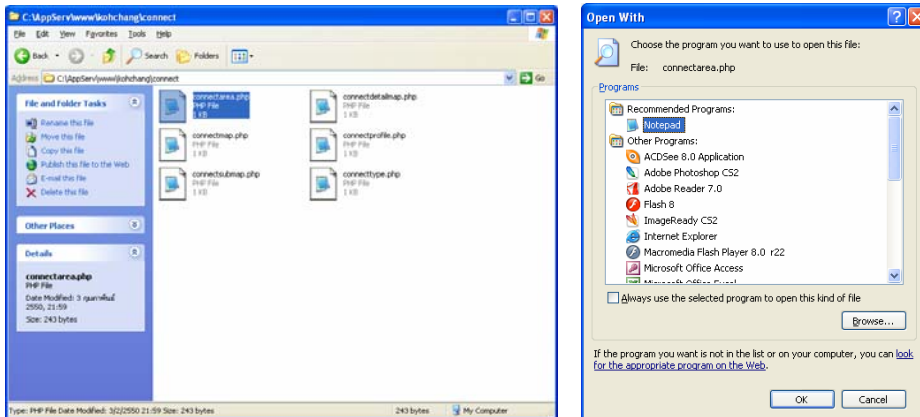 C:\AppServ\www\kohchang\connect
File Edit View Favorites Tools Help
Back Search Folders
Address C:\AppServ\www\kohchang\connect Go
File and Folder Tasks
Rename this file
Move this file
Copy this file
Publish this file to the Web
E-mail this file
Delete this file
Other Places
Details
connectarea.php
PHP File
Date Modified: 3 กุมภาพันธ์
2550, 21:59
Size: 243 bytes
connectarea.php
PHP File
1 KB
connectdetailmap.php
PHP File
1 KB
connectmap.php
PHP File
1 KB
connectprofile.php
PHP File
1 KB
connectsubmap.php
PHP File
1 KB
connecttype.php
PHP File
1 KB
Type: PHP File Date Modified: 3/2/2550 21:59 Size: 243 bytes 243 bytes My Computer
Open With
Choose the program you want to use to open this file:
File: connectarea.php
Programs
Recommended Programs:
Notepad
Other Programs:
ACDSee 8.0 Application
Adobe Photoshop CS2
Adobe Reader 7.0
Flash 8
ImageReady CS2
Internet Explorer
Macromedia Flash Player 8.0 r22
Microsoft Office Access
Microsoft Office Excel
Always use the selected program to open this kind of file
Browse...
If the program you want is not in the list or on your computer, you can look
for the appropriate program on the Web.
OK Cancel